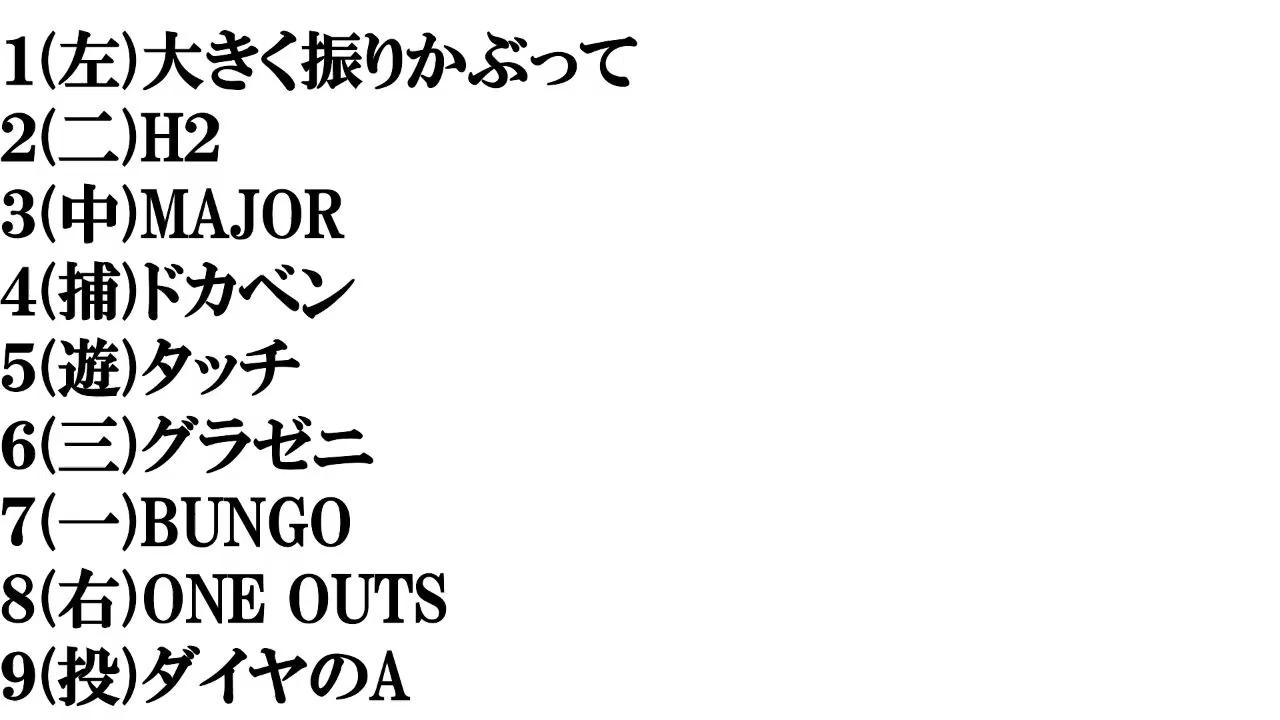 1(左)大きく振りかぶって
2(二)H2
3(中)MAJOR
4(捕)ドカベン
5(遊)タッチ
6(三)グラゼニ
7(一)BUNGO
8(右)ONE OUTS
9(投)ダイヤのA